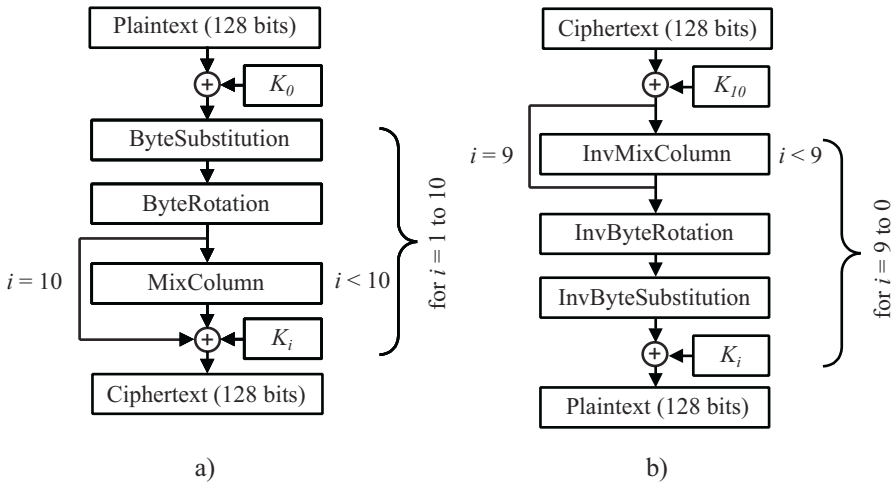 Plaintext (128 bits)
K0
ByteSubstitution
ByteRotation
i = 10
MixColumn
i < 10
Ki
Ciphertext (128 bits)
for i = 1 to 10
a)
Ciphertext (128 bits)
K10
i = 9
InvMixColumn
i < 9
InvByteRotation
InvByteSubstitution
Ki
Plaintext (128 bits)
for i = 9 to 0
b)